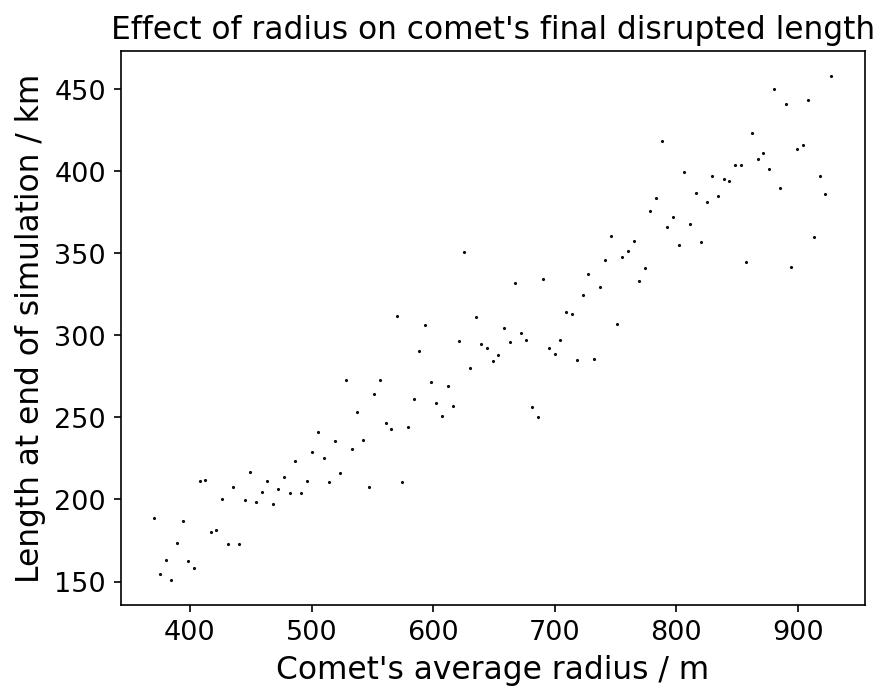 Effect of radius on comet's final disrupted length
Length at end of simulation / km
450
400
350
300
250
200
150
400 500 600 700 800 900
Comet's average radius / m